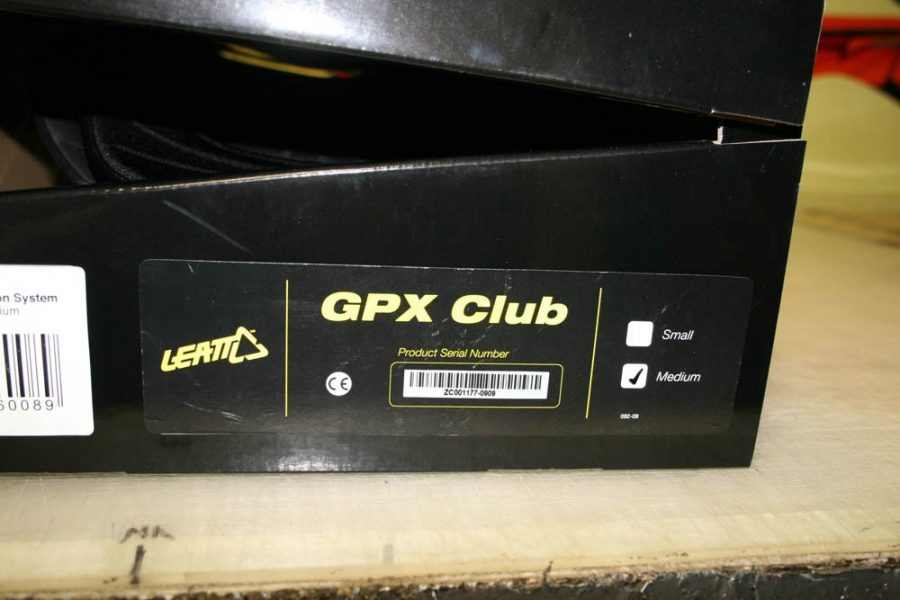 on System
ium
60089
LEATT
GPX Club
Product Serial Number
CE
ZC001177-0909
Small
Medium
092-09